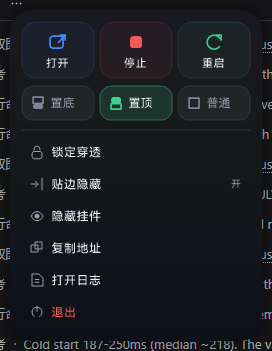 打开 停止 重启
置底 置顶 普通
锁定穿透
贴边隐藏 开
隐藏挂件
复制地址
打开日志
退出
Cold start 187-250ms (median ~218). The v